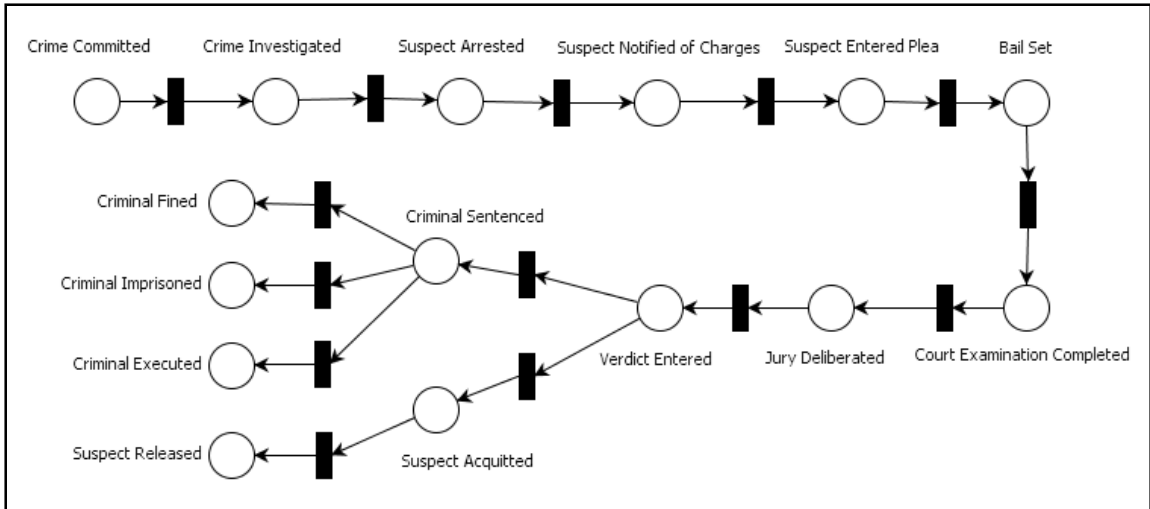 Crime Committed
Crime Investigated
Suspect Arrested
Suspect Notified of Charges
Suspect Entered Plea
Bail Set
Criminal Fined
Criminal Sentenced
Criminal Imprisoned
Criminal Executed
Verdict Entered
Jury Deliberated
Court Examination Completed
Suspect Released
Suspect Acquitted